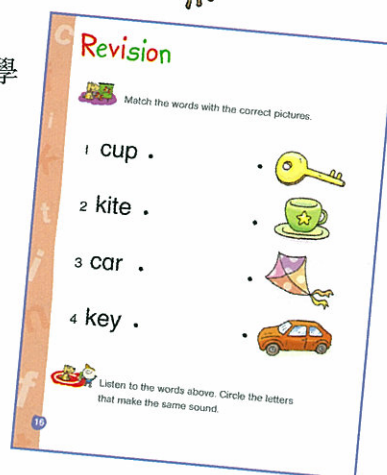 學
Revision
Match the words with the correct pictures.
1 cup
2 kite
3 car
4 key
Listen to the words above. Circle the letters
that make the same sound.
16